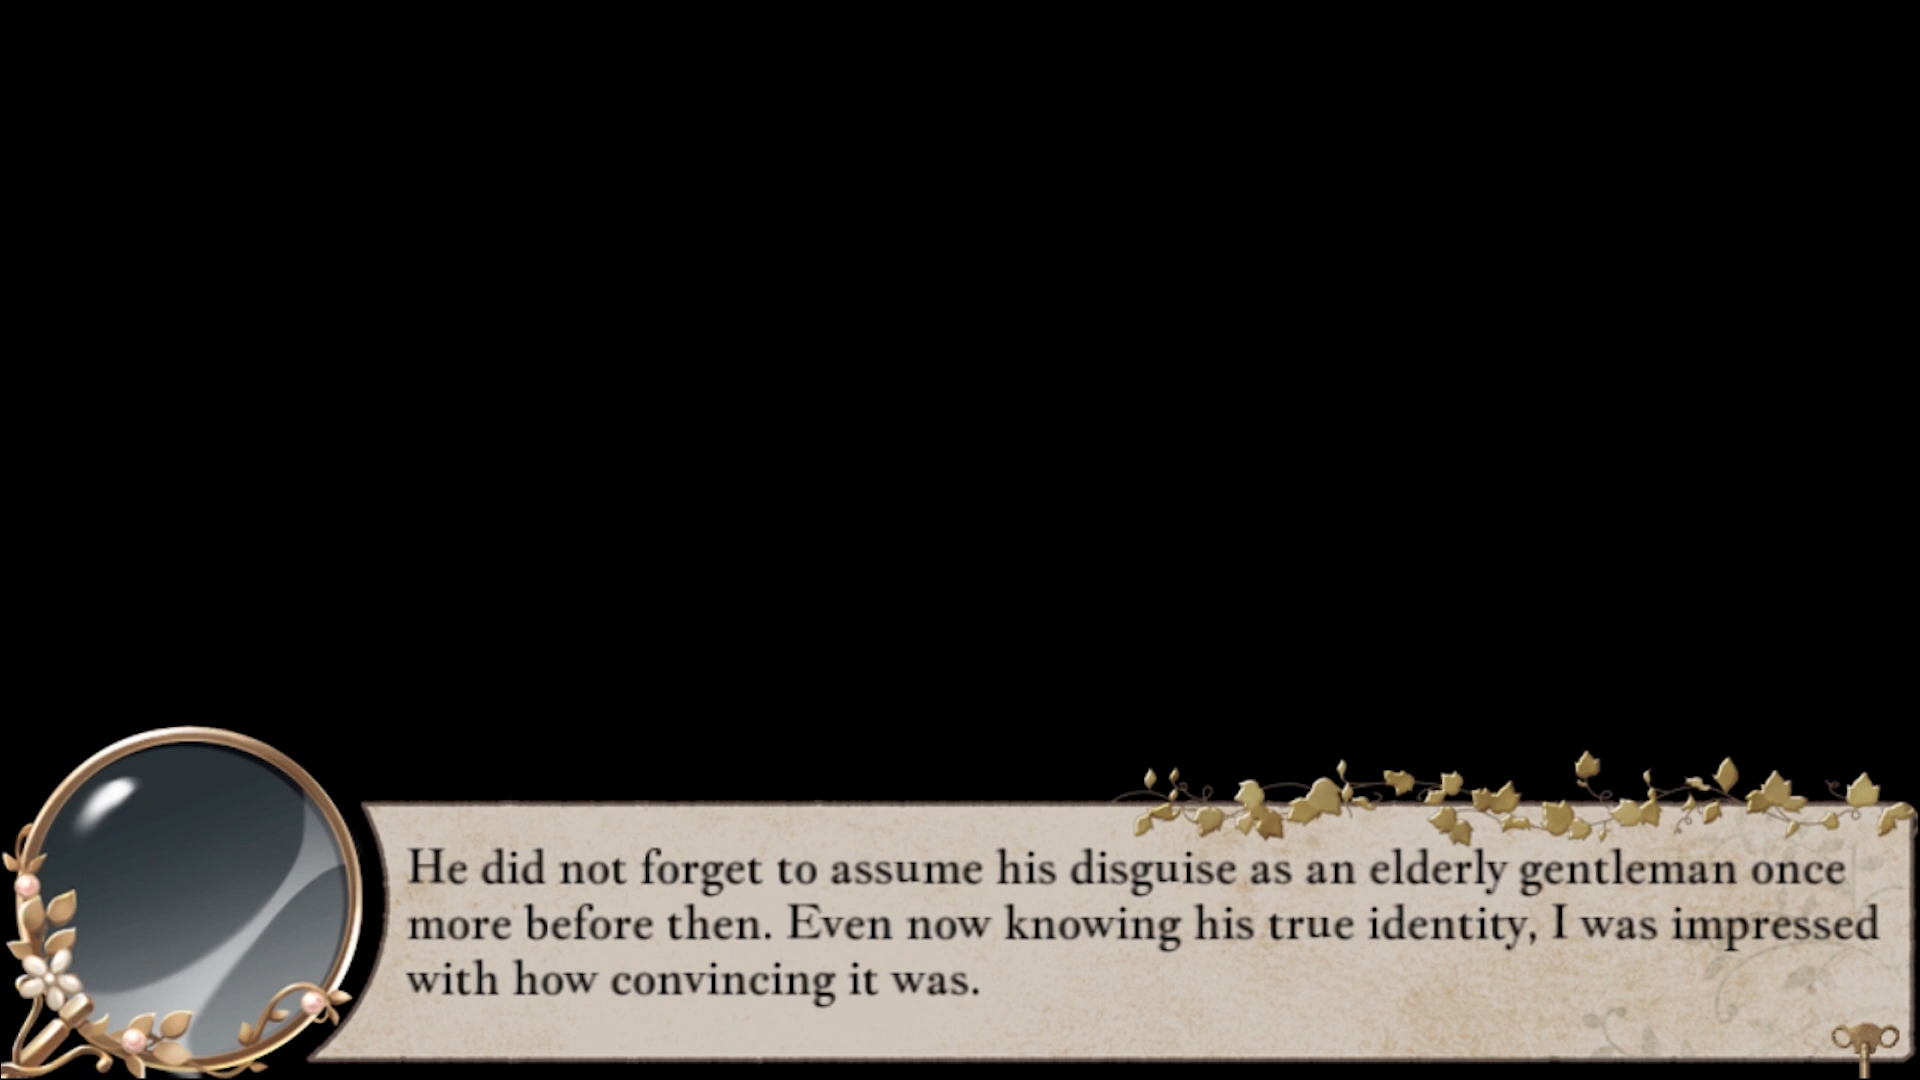 He did not forget to assume his disguise as an elderly gentleman once
more before then. Even now knowing his true identity, I was impressed
with how convincing it was.